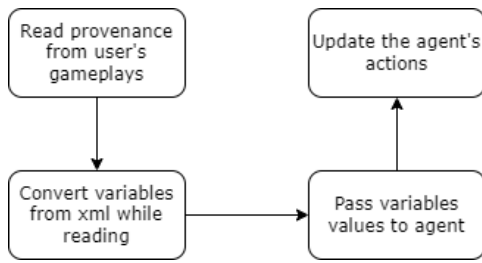 Read provenance
from user's
gameplays
Update the agent's
actions
Convert variables
from xml while
reading
Pass variables
values to agent